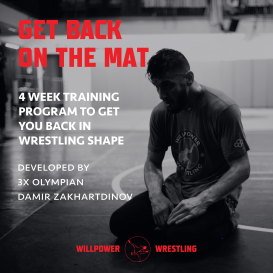 GET BACK
ON THE MAT
4 WEEK TRAINING
PROGRAM TO GET
YOU BACK IN
WRESTLING SHAPE
DEVELOPED BY
3X OLYMPIAN
DAMIR ZAKHARTDINOV
WILLPOWER WRESTLING